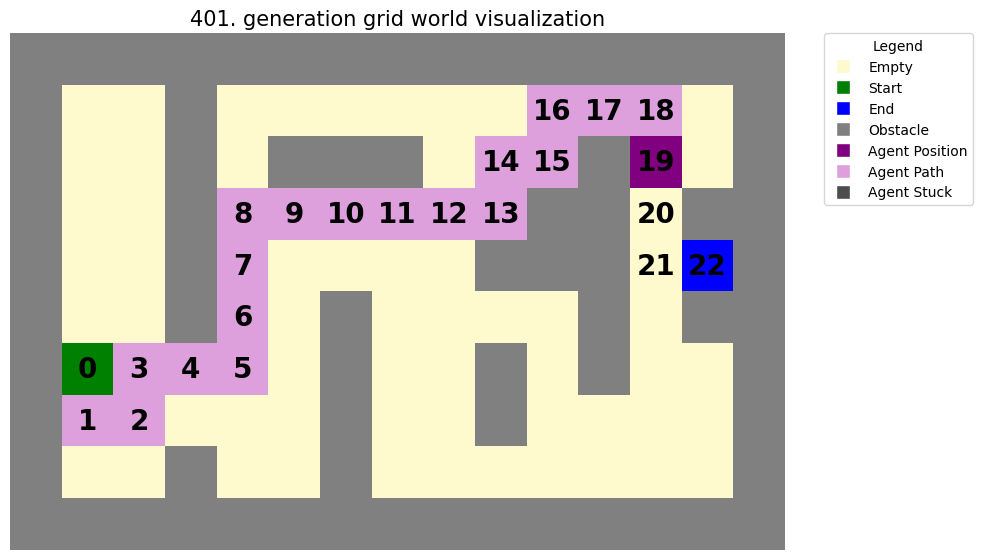 401. generation grid world visualization
Legend
Empty
Start
End
Obstacle
Agent Position
Agent Path
Agent Stuck
16 17 18
14 15 19
8 9 10 11 12 13 20
7 21 22
6
0 3 4 5
1 2